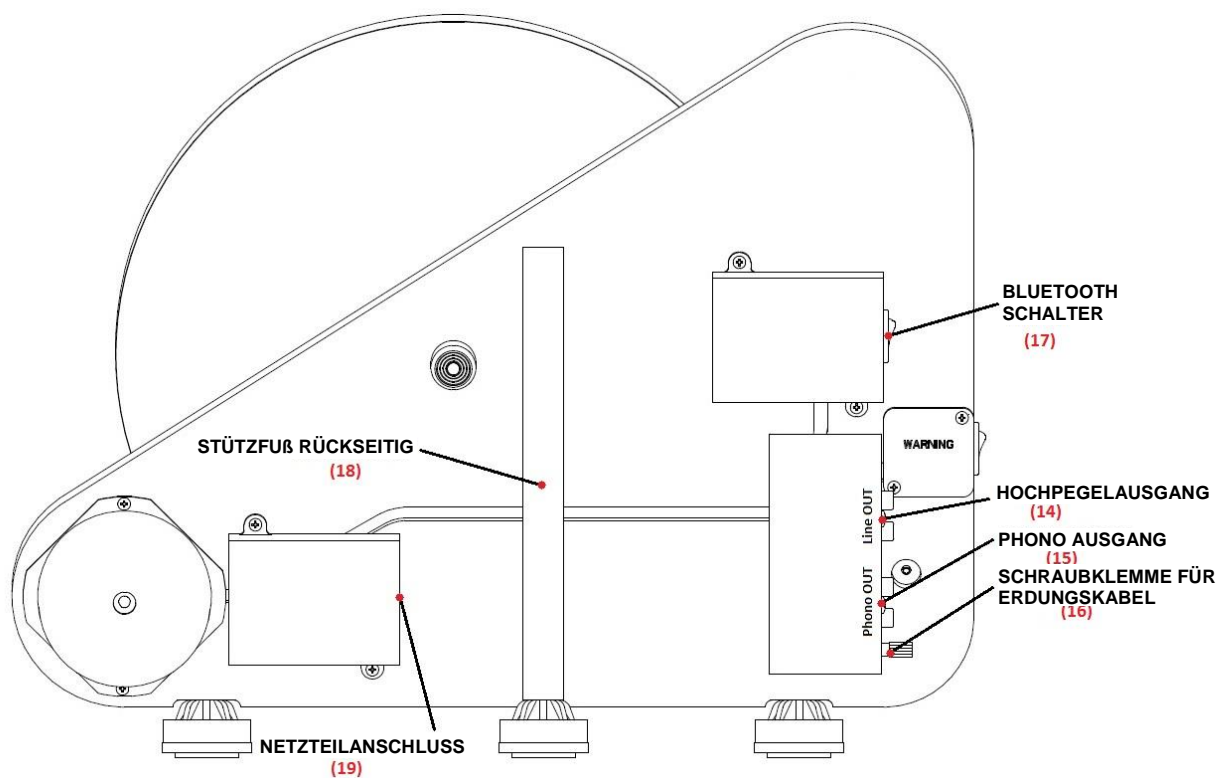 BLUETOOTH
SCHALTER
(17)
WARNING
STÜTZFUß RÜCKSEITIG
(18)
HOCHPEGELAUSGANG
(14)
Line OUT
PHONO AUSGANG
(15)
Phono OUT
SCHRAUBKLEMME FÜR
ERDUNGSKABEL
(16)
NETZTEILANSCHLUSS
(19)